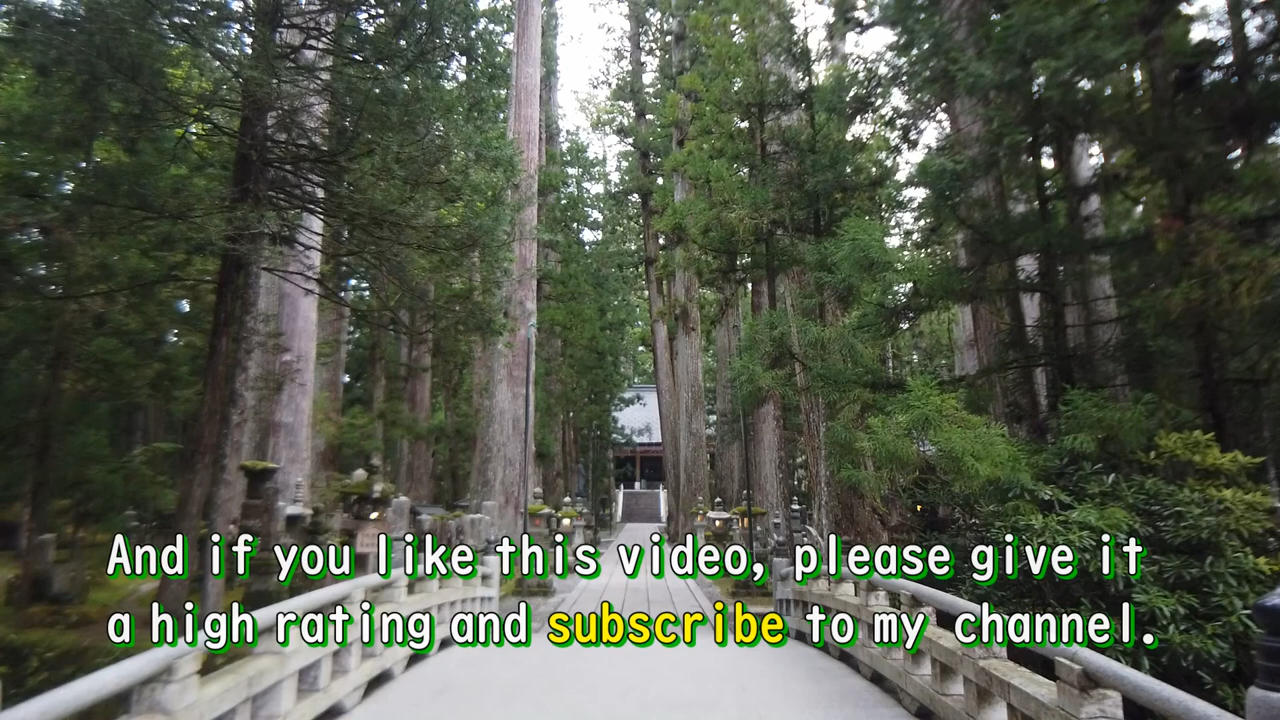 And if you like this video, please give it
a high rating and subscribe to my channel.